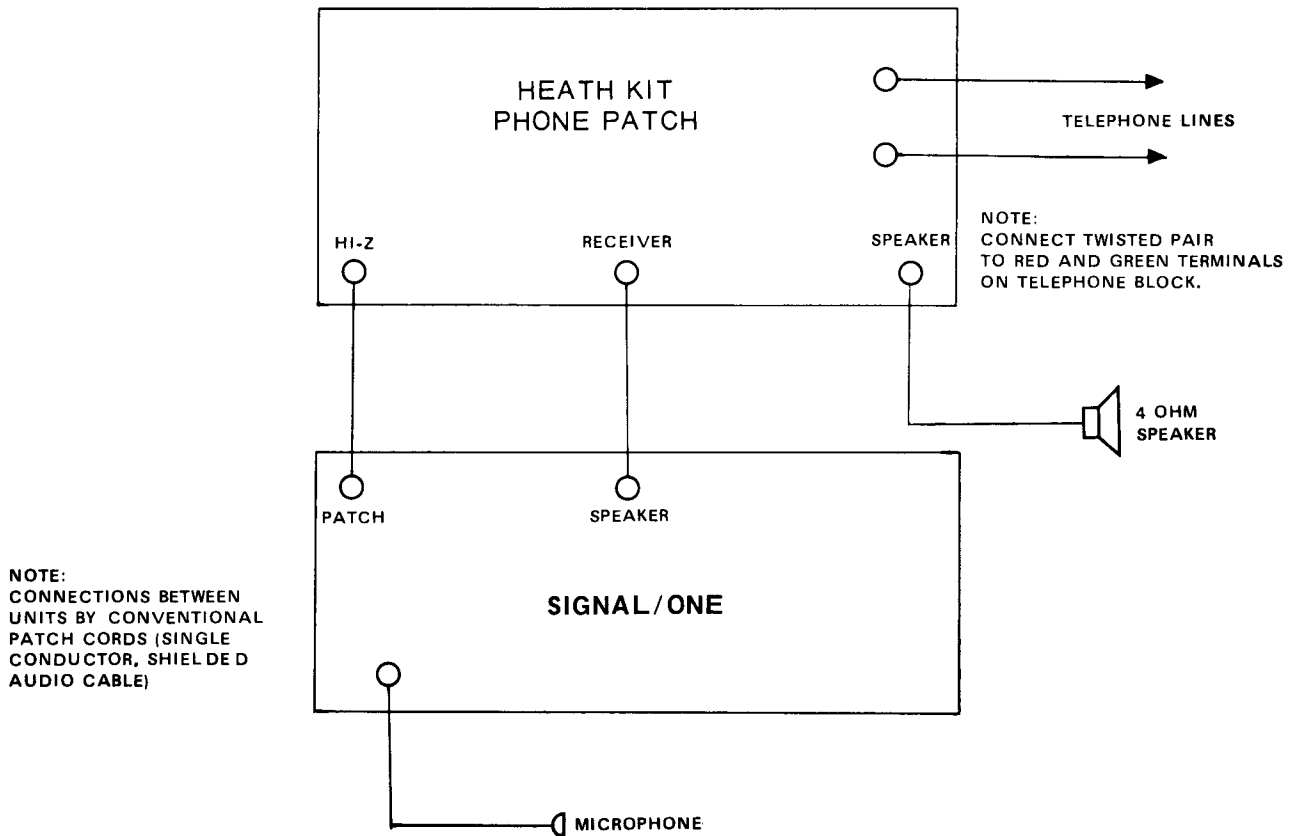 HEATH KIT
PHONE PATCH
TELEPHONE LINES
HI-Z
RECEIVER
SPEAKER
NOTE:
CONNECT TWISTED PAIR
TO RED AND GREEN TERMINALS
ON TELEPHONE BLOCK.
4 OHM
SPEAKER
PATCH
SPEAKER
NOTE:
CONNECTIONS BETWEEN
UNITS BY CONVENTIONAL
PATCH CORDS (SINGLE
CONDUCTOR, SHIELDED
AUDIO CABLE)
SIGNAL/ONE
MICROPHONE